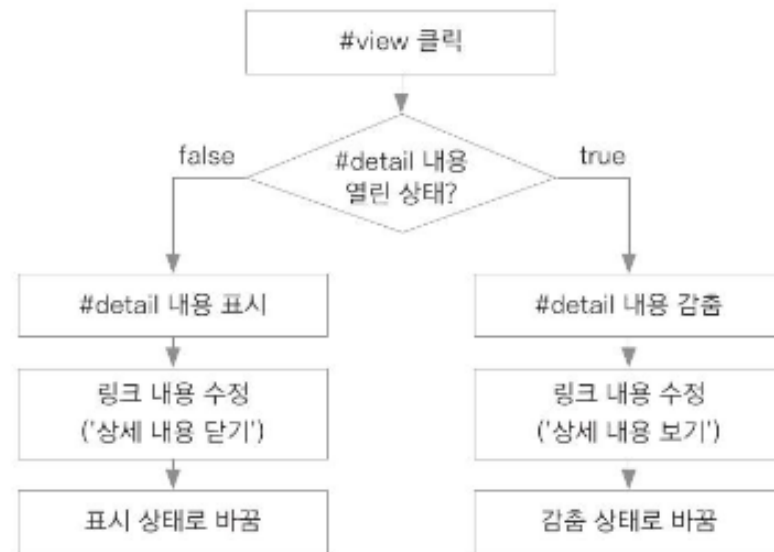 #view 클릭
false
true
#detail 내용
열린 상태?
#detail 내용 표시
#detail 내용 감춤
링크 내용 수정
('상세 내용 닫기')
링크 내용 수정
('상세 내용 보기')
표시 상태로 바꿈
감춤 상태로 바꿈